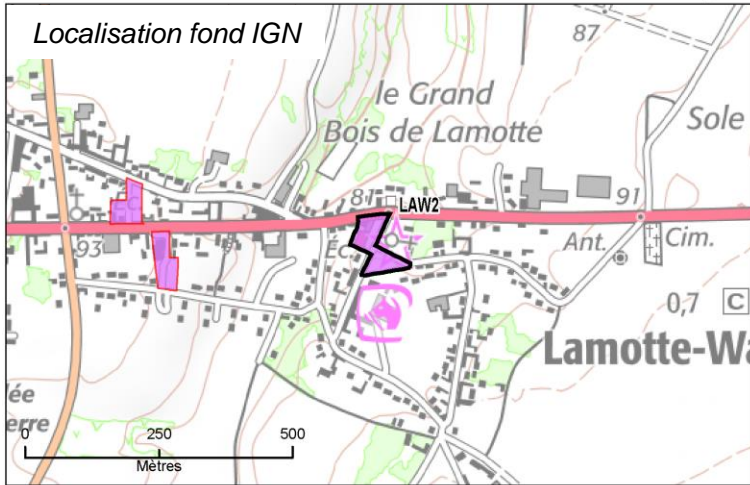 Localisation fond IGN
87
le Grand
Bois de Lamotte
Sole
81
LAW2
91
93
Éc
Ant.
Cim.
0,7
C
Lamotte-Wa
lée
erre
0 250 500
Mètres